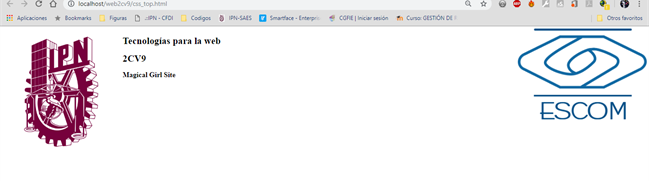 localhost/web2cv9/css_top.html
Aplicaciones Bookmarks Figuras .::IPN - CFDI Codigos IPN-SAES Smartface - Enterpri CGFIE | Iniciar sesión Curso: GESTIÓN DE Otros favoritos
IPN
Tecnologías para la web
2CV9
Magical Girl Site
ESCOM